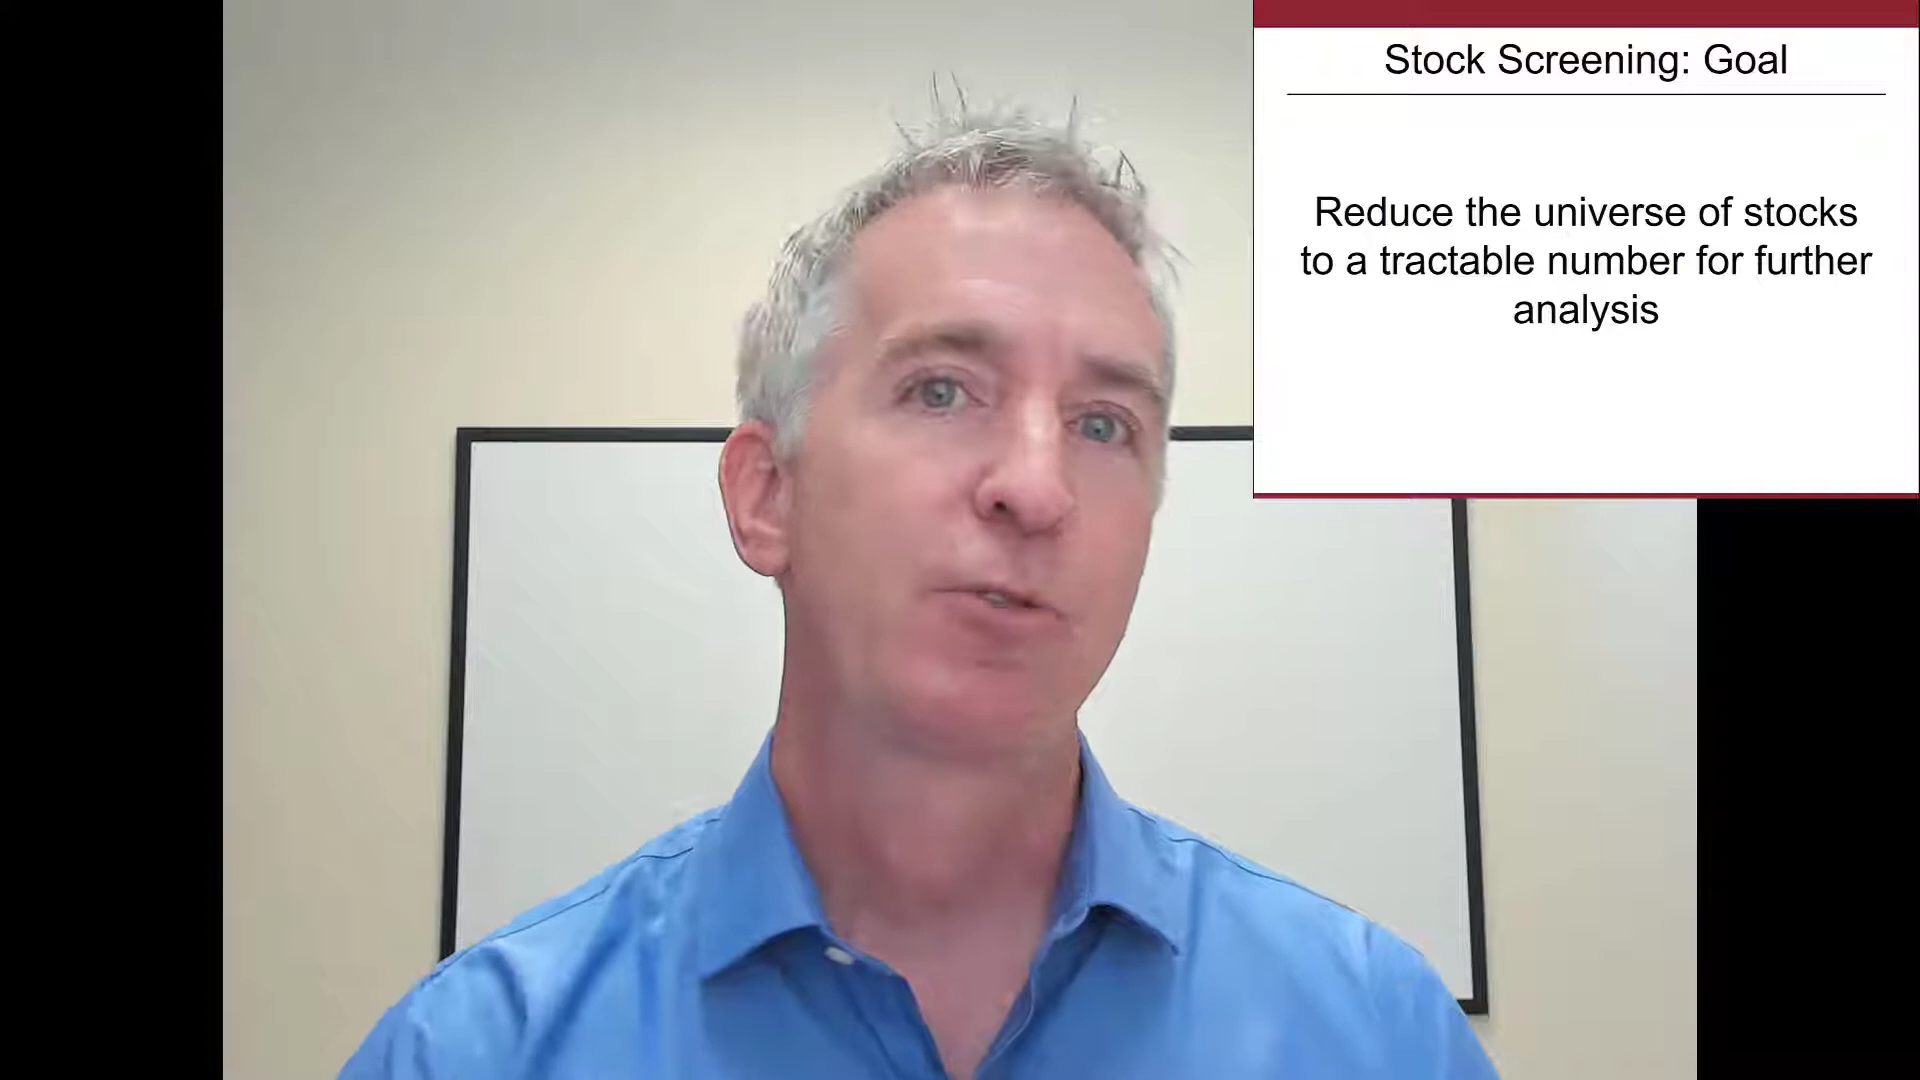 Stock Screening: Goal
Reduce the universe of stocks
to a tractable number for further
analysis